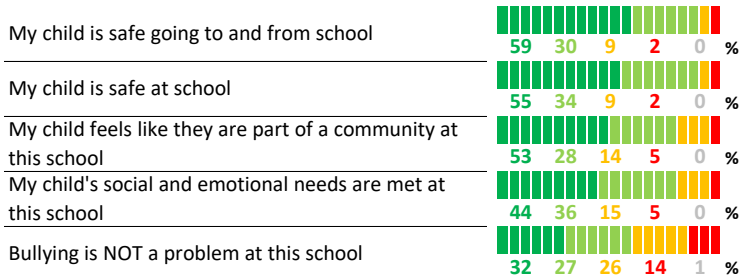 My child is safe going to and from school
59 30 9 2 0 %
My child is safe at school
55 34 9 2 0 %
My child feels like they are part of a community at
this school
53 28 14 5 0 %
My child's social and emotional needs are met at
this school
44 36 15 5 0 %
Bullying is NOT a problem at this school
32 27 26 14 1 %